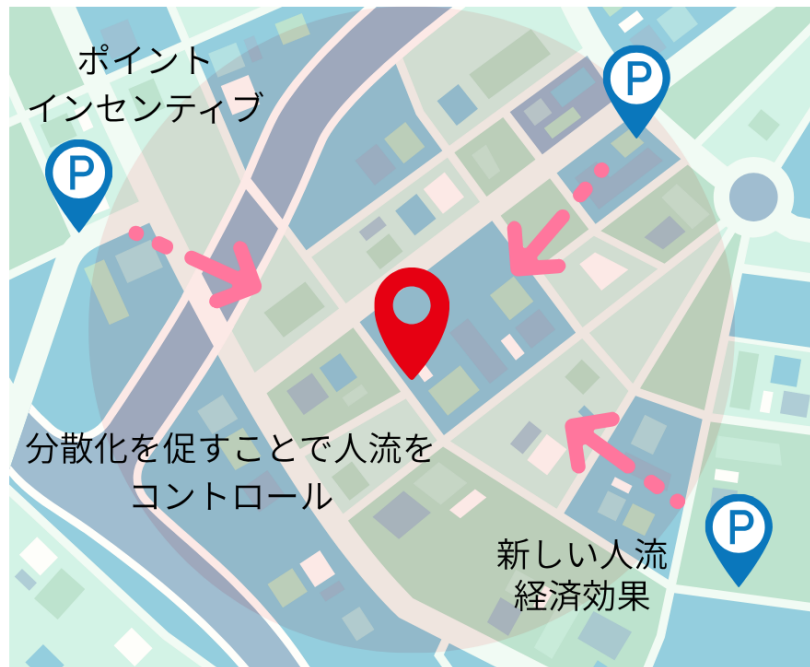 ポイント
インセンティブ
P
P
分散化を促すことで人流を
コントロール
新しい人流
経済効果
P